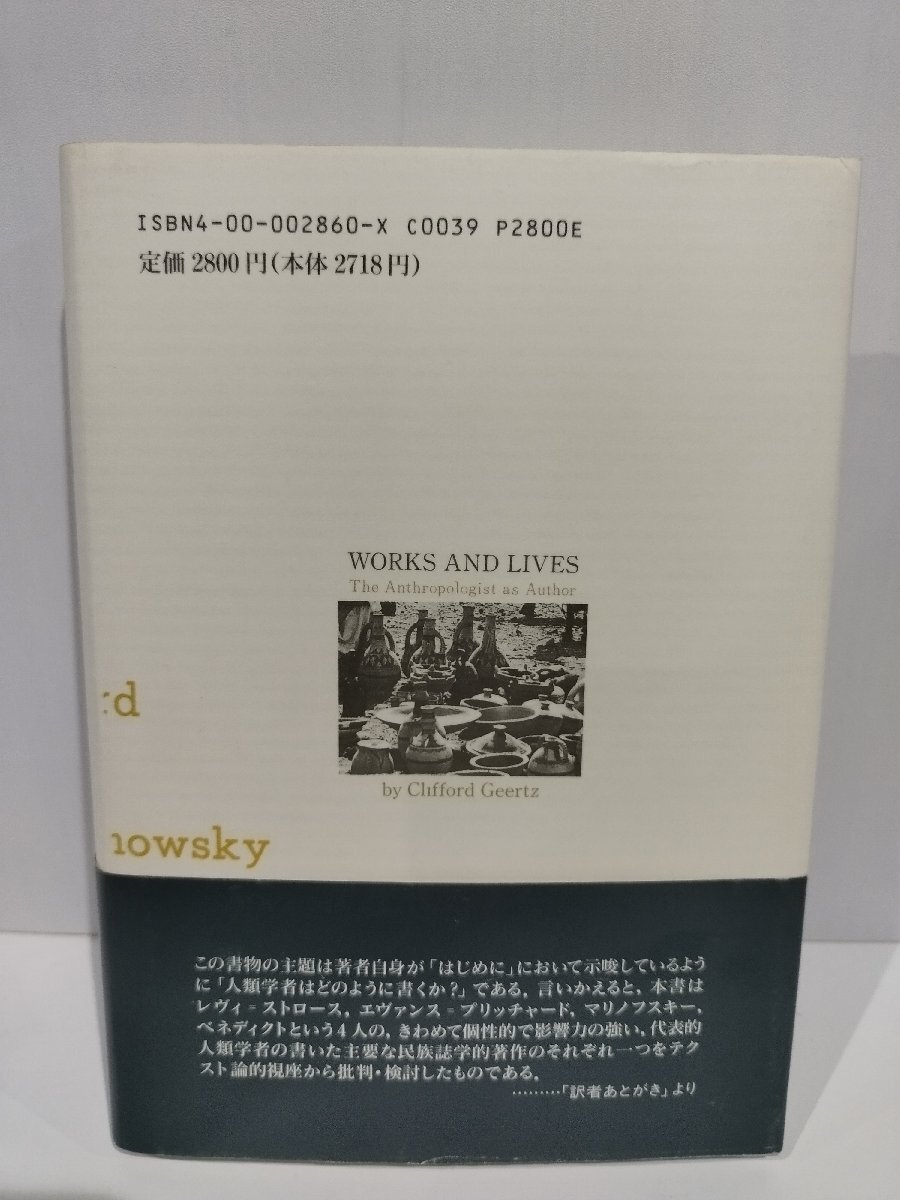 ISBN4-00-002860-X C0039 P2800E
定価 2800円(本体 2718円)
WORKS AND LIVES
The Anthropologist as Author
by Clifford Geertz
:d
nowsky
この書物の主題は著者自身が「はじめに」において示唆しているよう
に「人類学者はどのように書くか?」である. 言いかえると, 本書は
レヴィ=ストロース, エヴァンス=プリッチャード, マリノフスキー,
ベネディクトという4人の, きわめて個性的で影響力の強い, 代表的
人類学者の書いた主要な民族誌学的著作のそれぞれ一つをテク
スト論的視座から批判・検討したものである.
………「訳者あとがき」より